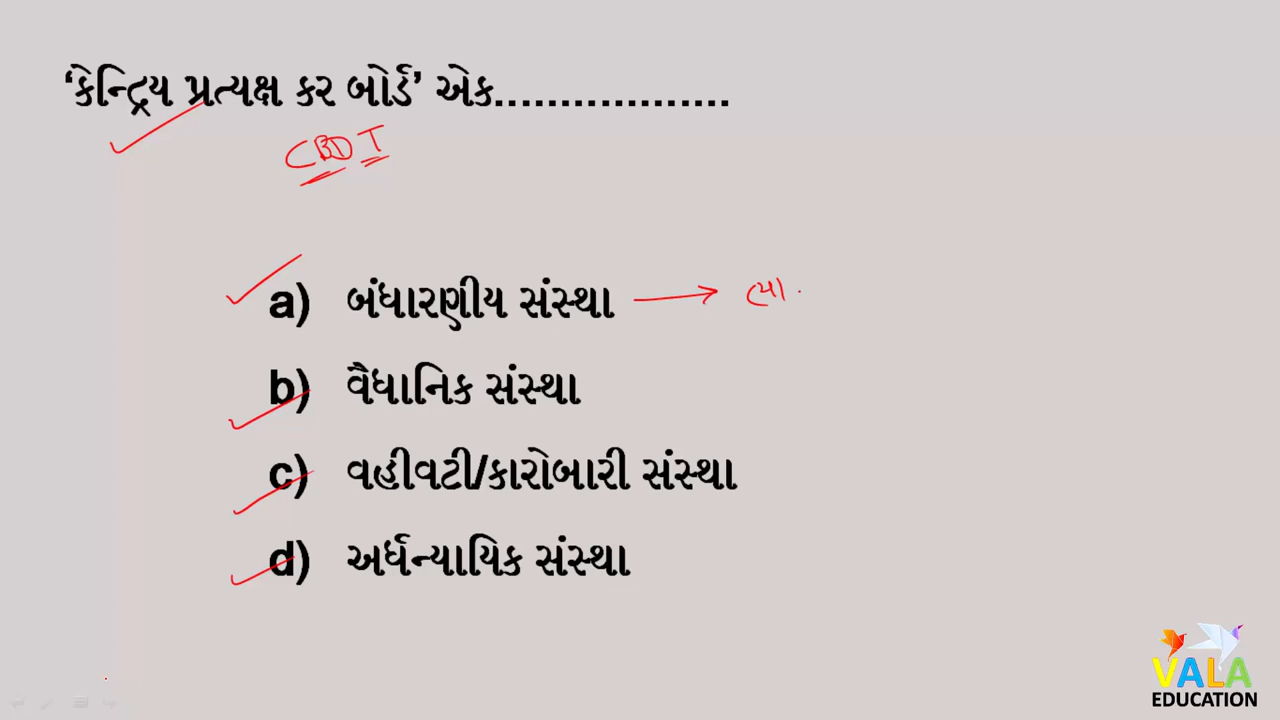 ‘કેન્દ્રિય પ્રત્યક્ષ કર બોર્ડ’ એક..................
CBDT
a) બંધારણીય સંસ્થા
b) વૈધાનિક સંસ્થા
c) વહીવટી/કારોબારી સંસ્થા
d) અર્ધન્યાયિક સંસ્થા
VALA
EDUCATION